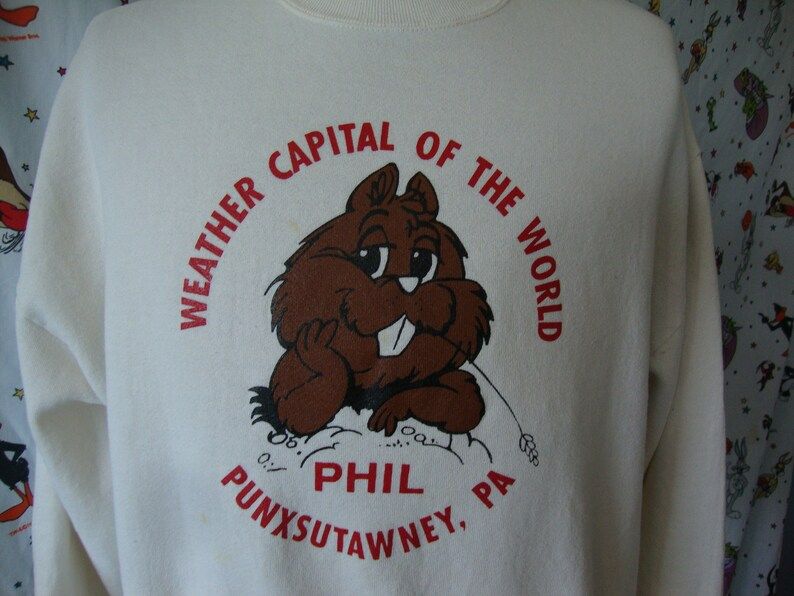 WEATHER CAPITAL OF THE WORLD
PHIL
PUNXSUTAWNEY, PA